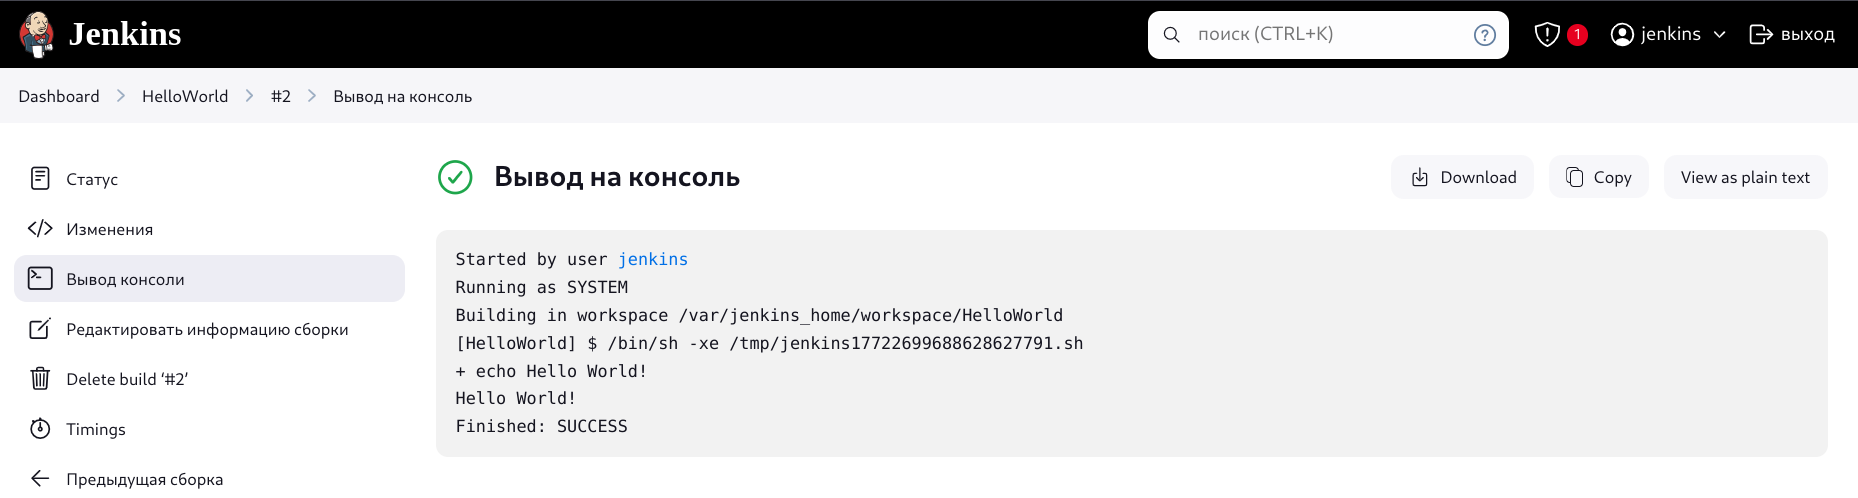 Jenkins
поиск (CTRL+K)
?
1
jenkins
выход
Dashboard > HelloWorld > #2 > Вывод на консоль
Статус
Изменения
Вывод консоли
Редактировать информацию сборки
Delete build ‘#2’
Timings
Предыдущая сборка
Вывод на консоль
Download
Copy
View as plain text
Started by user jenkins
Running as SYSTEM
Building in workspace /var/jenkins_home/workspace/HelloWorld
[HelloWorld] $ /bin/sh -xe /tmp/jenkins17722699688628627791.sh
+ echo Hello World!
Hello World!
Finished: SUCCESS